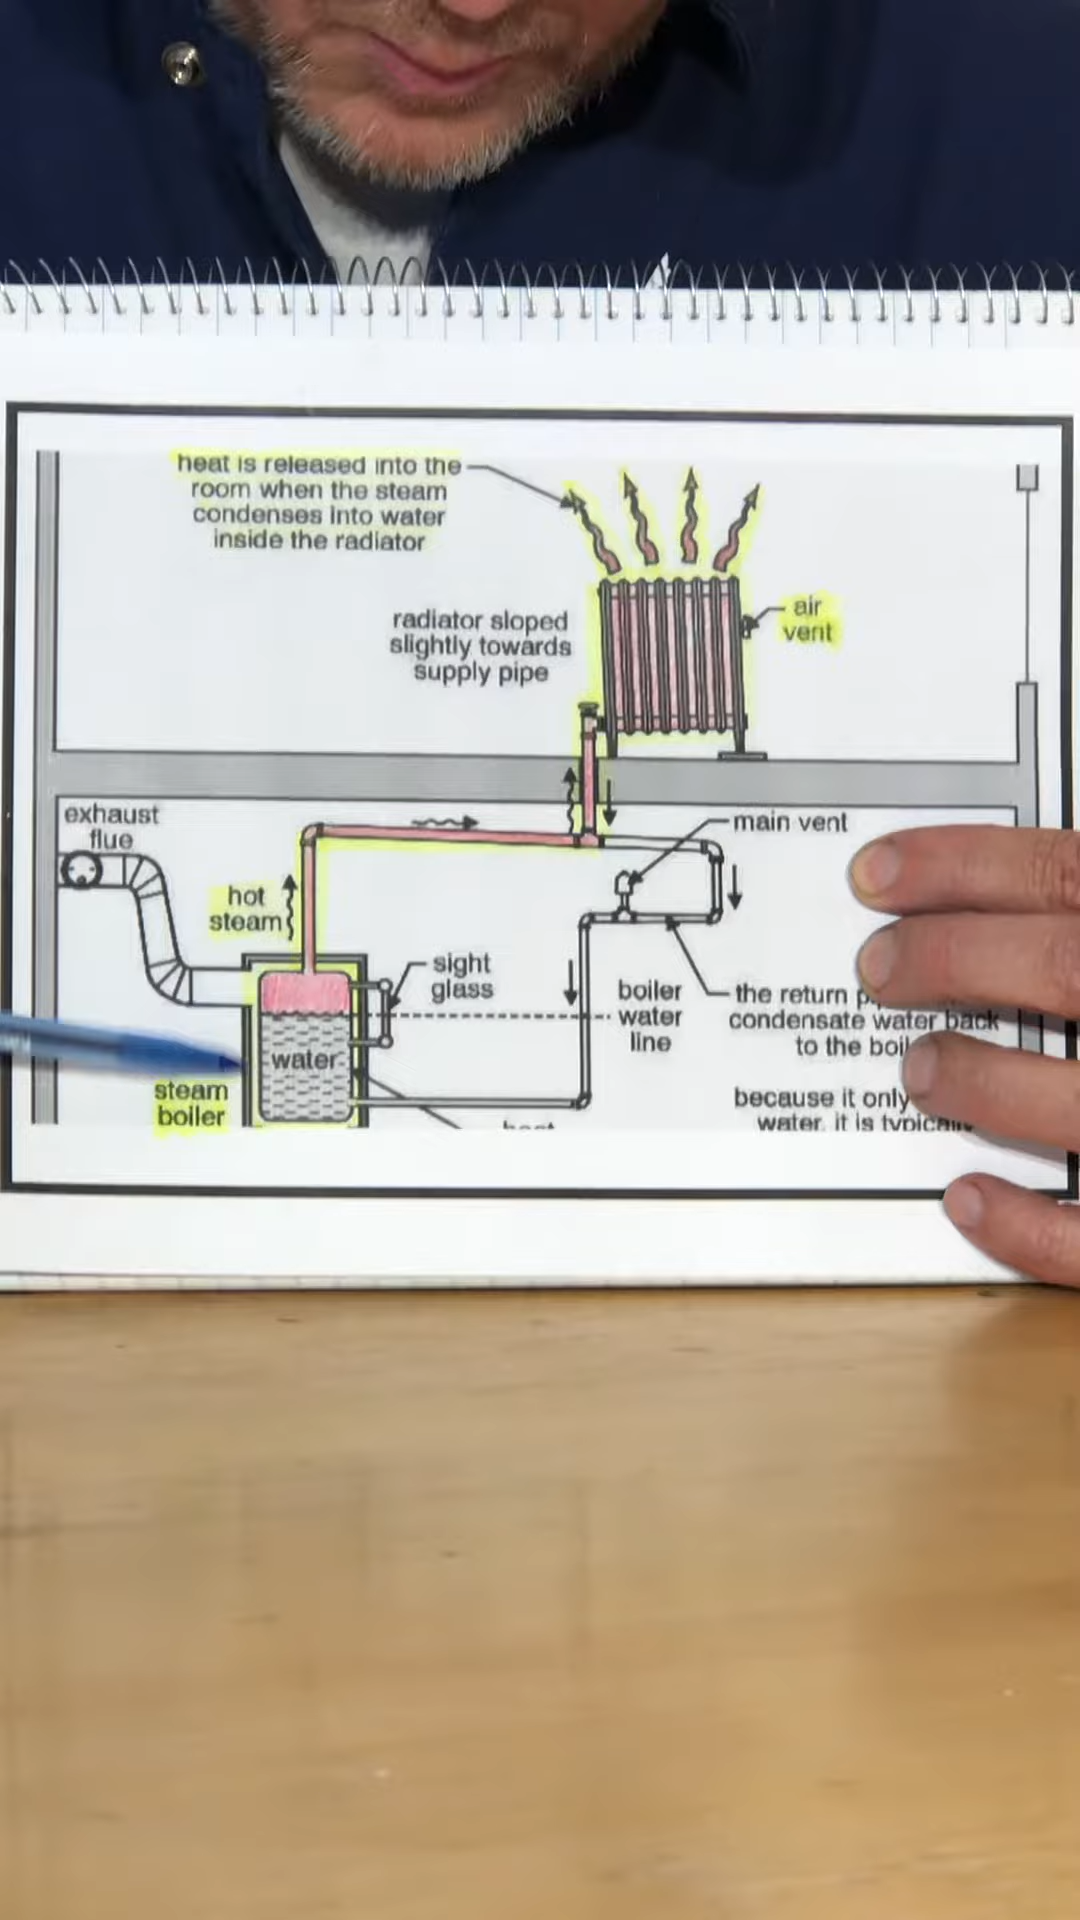 heat is released into the
room when the steam
condenses into water
inside the radiator
radiator sloped
slightly towards
supply pipe
air
vent
exhaust
flue
main vent
hot
steam
sight
glass
boiler
water
line
the return
condensate water back
to the
water
steam
boiler
because it only
water, it is typically